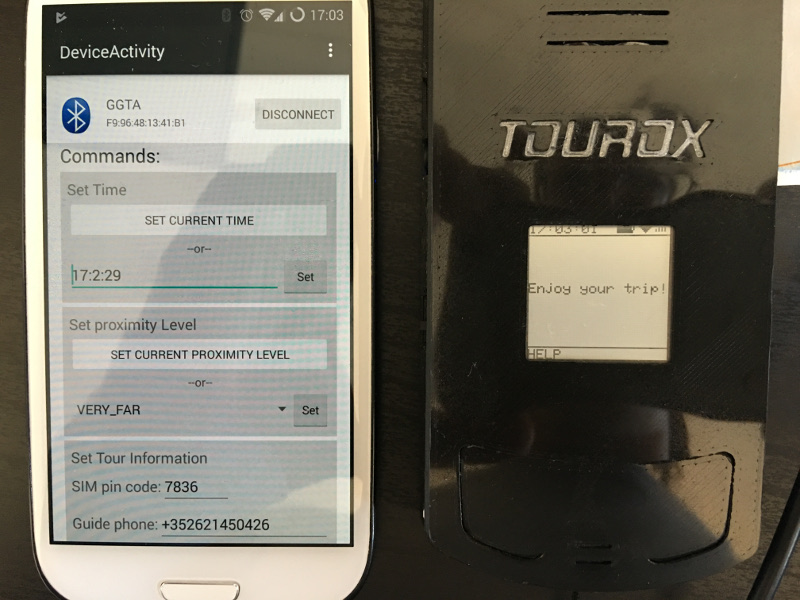 17:03
DeviceActivity
GGTA
F9:96:48:13:41:B1
DISCONNECT
Commands:
Set Time
SET CURRENT TIME
--or--
17:2:29
Set
Set proximity Level
SET CURRENT PROXIMITY LEVEL
--or--
VERY_FAR
Set
Set Tour Information
SIM pin code: 7836
Guide phone: +352621450426
TOUROX
17:03:01
Enjoy your trip!
HELP